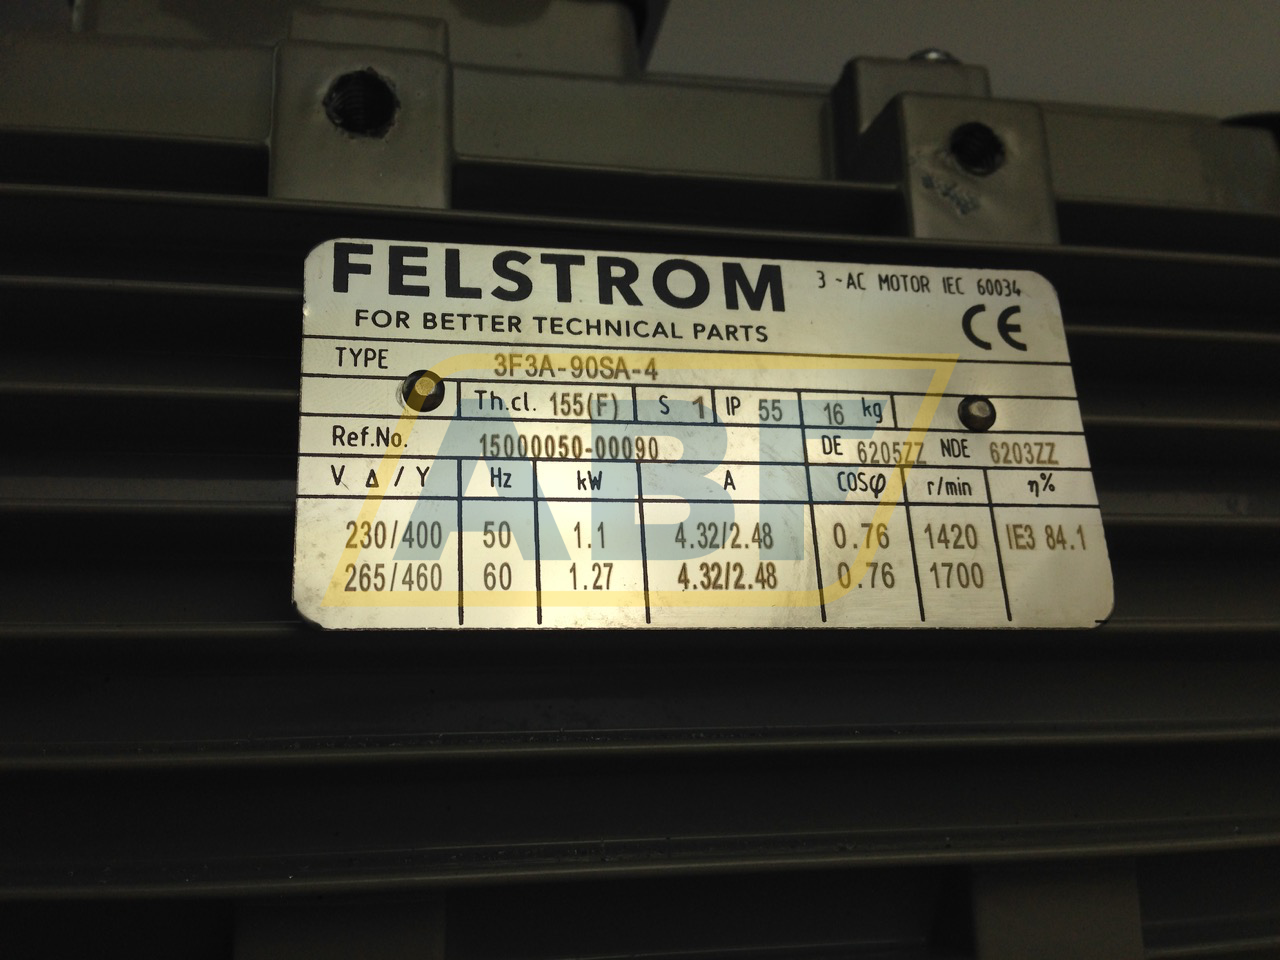 FELSTROM
3 ~AC MOTOR IEC 60034
FOR BETTER TECHNICAL PARTS
CE
TYPE 3F3A-90SA-4
Th.cl. 155(F) S 1 IP 55 16 kg
Ref.No. 15000050-00090 DE 6205ZZ NDE 6203ZZ
V Δ / Y Hz kW A COSφ r/min η%
230/400 50 1.1 4.32/2.48 0.76 1420 IE3 84.1
265/460 60 1.27 4.32/2.48 0.76 1700
ABF